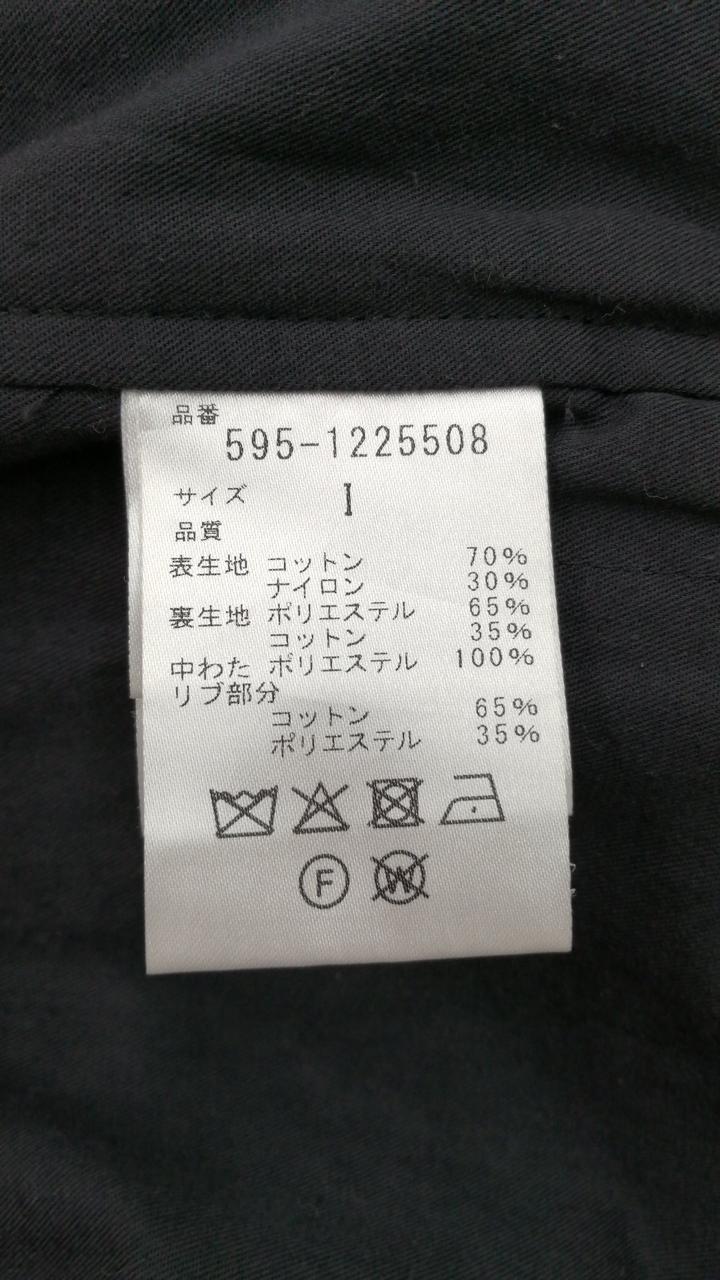 品番
595-1225508
サイズ I
品質
表生地 コットン 70%
ナイロン 30%
裏生地 ポリエステル 65%
コットン 35%
中わた ポリエステル 100%
リブ部分
コットン 65%
ポリエステル 35%
F W